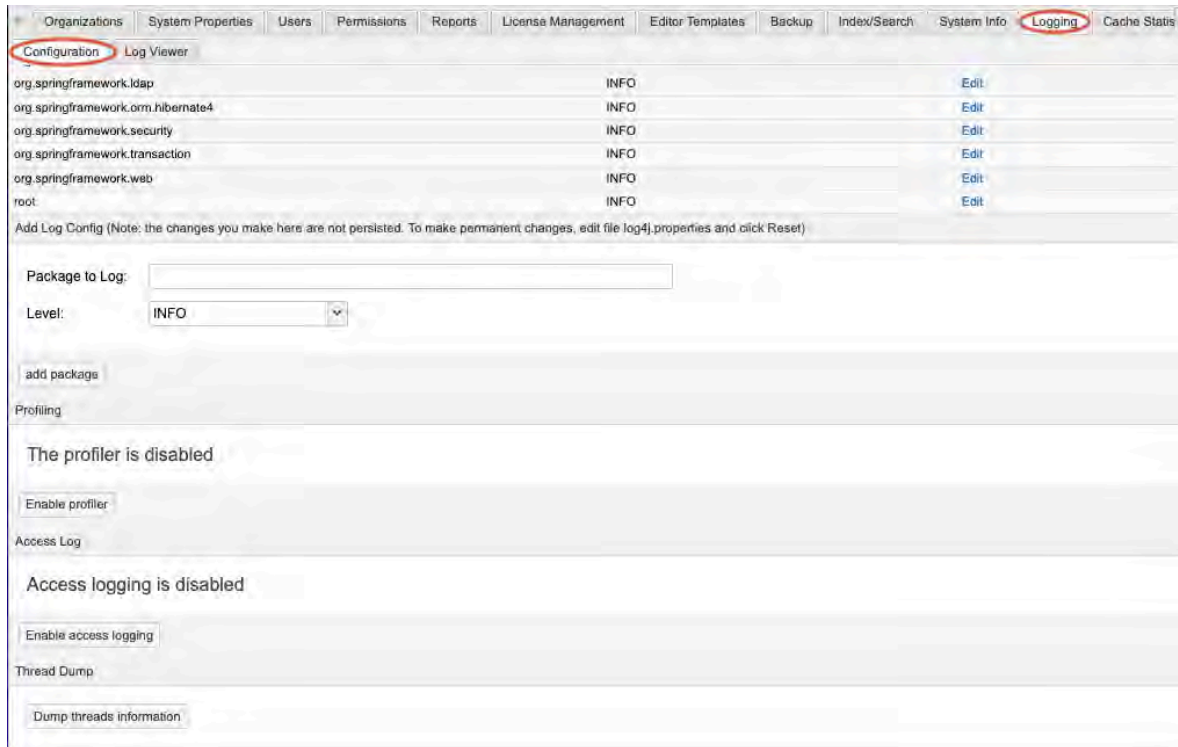 Organizations System Properties Users Permissions Reports License Management Editor Templates Backup Index/Search System Info Logging Cache Statis
Configuration Log Viewer
org.springframework.ldap INFO Edit
org.springframework.orm.hibernate4 INFO Edit
org.springframework.security INFO Edit
org.springframework.transaction INFO Edit
org.springframework.web INFO Edit
root INFO Edit
Add Log Config (Note: the changes you make here are not persisted. To make permanent changes, edit file log4j.properties and click Reset)
Package to Log:
Level: INFO
add package
Profiling
The profiler is disabled
Enable profiler
Access Log
Access logging is disabled
Enable access logging
Thread Dump
Dump threads information